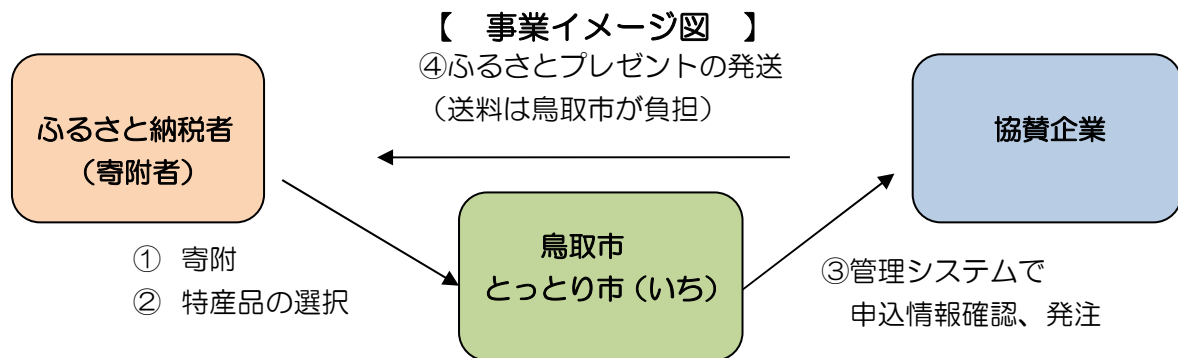 【 事業イメージ図 】
④ふるさとプレゼントの発送
（送料は鳥取市が負担）
ふるさと納税者
（寄附者）
協賛企業
鳥取市
とっとり市（いち）
① 寄附
② 特産品の選択
③管理システムで
申込情報確認、発注